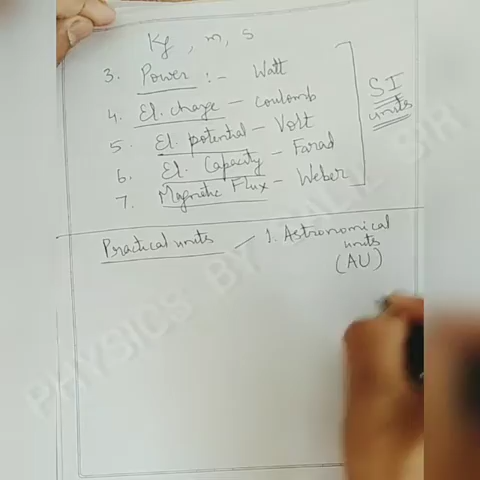 Kg, m, s
3. Power :- Watt
4. El. charge - coulomb
5. El. potential - Volt
6. El. Capacity - Farad
7. Magnetic Flux - Weber
SI
units
Practical units - 1. Astronomical
units
(AU)
PHYSICS BY SIR